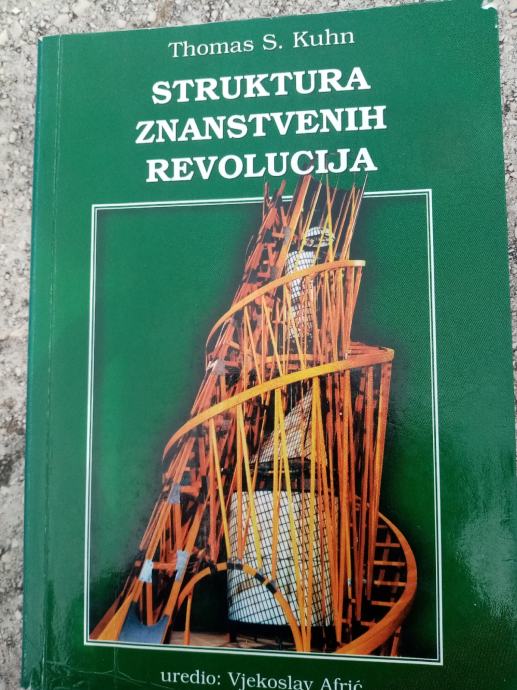 Thomas S. Kuhn
STRUKTURA
ZNANSTVENIH
REVOLUCIJA
uredio: Vjekoslav Afrić